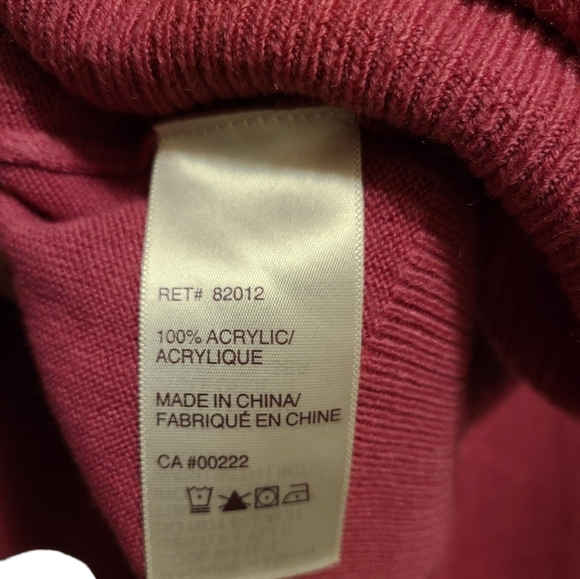 RET# 82012
100% ACRYLIC/
ACRYLIQUE
MADE IN CHINA/
FABRIQUÉ EN CHINE
CA #00222